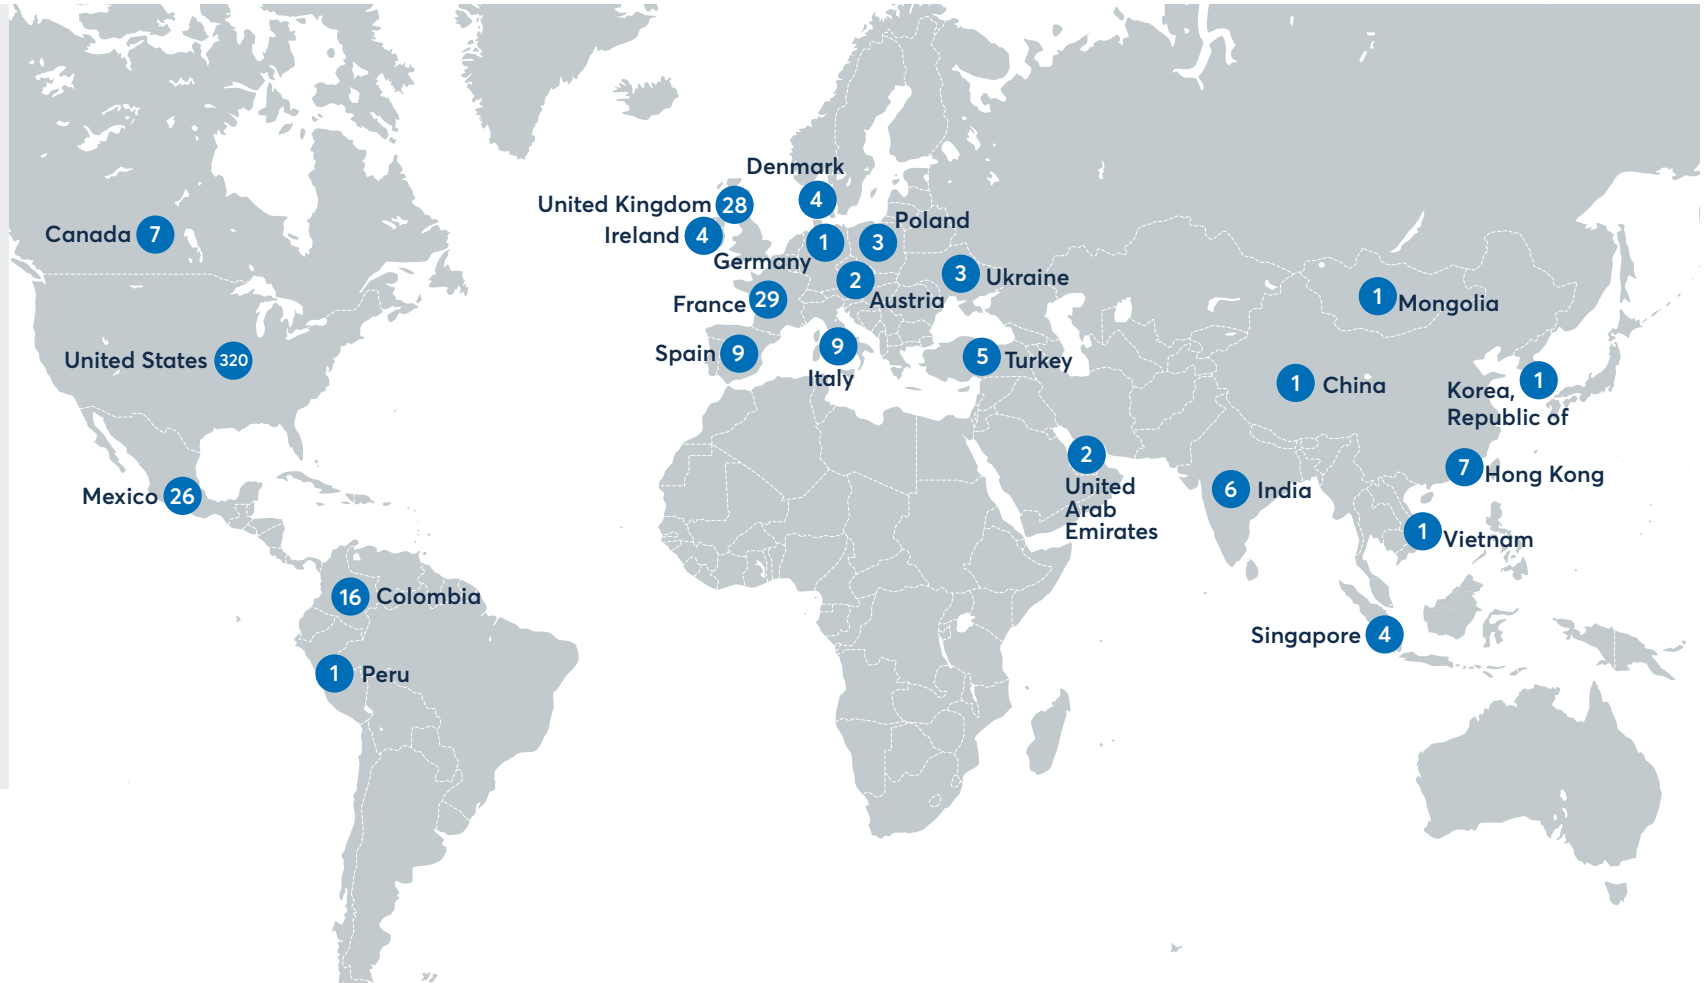 Denmark
4
United Kingdom 28
Ireland 4
Poland
3
Germany
1
Canada 7
2
Austria
3 Ukraine
France 29
1 Mongolia
Spain 9
9
Italy
5 Turkey
United States 320
1 China
1
Korea,
Republic of
2
United
Arab
Emirates
7 Hong Kong
6 India
Mexico 26
1 Vietnam
16 Colombia
Singapore 4
1 Peru